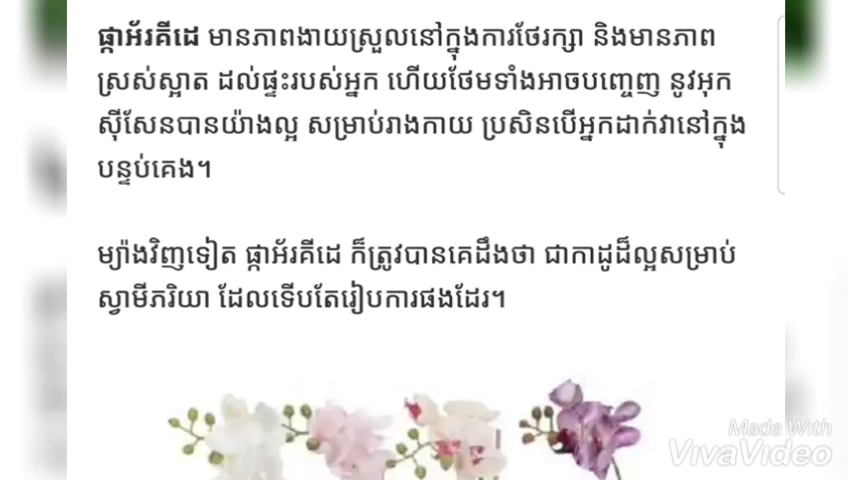 ផ្កាអ័រគីដេ មានភាពងាយស្រួលនៅក្នុងការថែរក្សា និងមានភាព
ស្រស់ស្អាត ដល់ផ្ទះរបស់អ្នក ហើយថែមទាំងអាចបញ្ចេញ នូវអុក
ស៊ីសែនបានយ៉ាងល្អ សម្រាប់រាងកាយ ប្រសិនបើអ្នកដាក់វានៅក្នុង
បន្ទប់គេង។
ម្យ៉ាងវិញទៀត ផ្កាអ័រគីដេ ក៏ត្រូវបានគេដឹងថា ជាកាដូដ៏ល្អសម្រាប់
ស្វាមីភរិយា ដែលទើបតែរៀបការផងដែរ។
Made With
VivaVideo